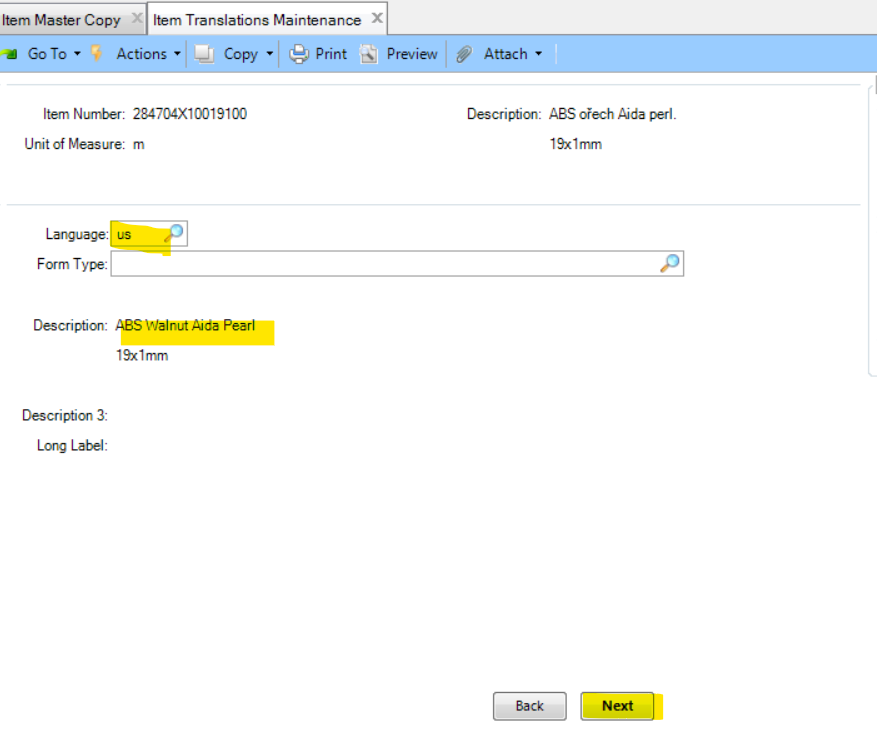 Item Master Copy X Item Translations Maintenance X
Go To Actions Copy Print Preview Attach
Item Number: 284704X10019100 Description: ABS ořech Aida perl.
Unit of Measure: m 19x1mm
Language: us
Form Type:
Description: ABS Walnut Aida Pearl
19x1mm
Description 3:
Long Label:
Back Next